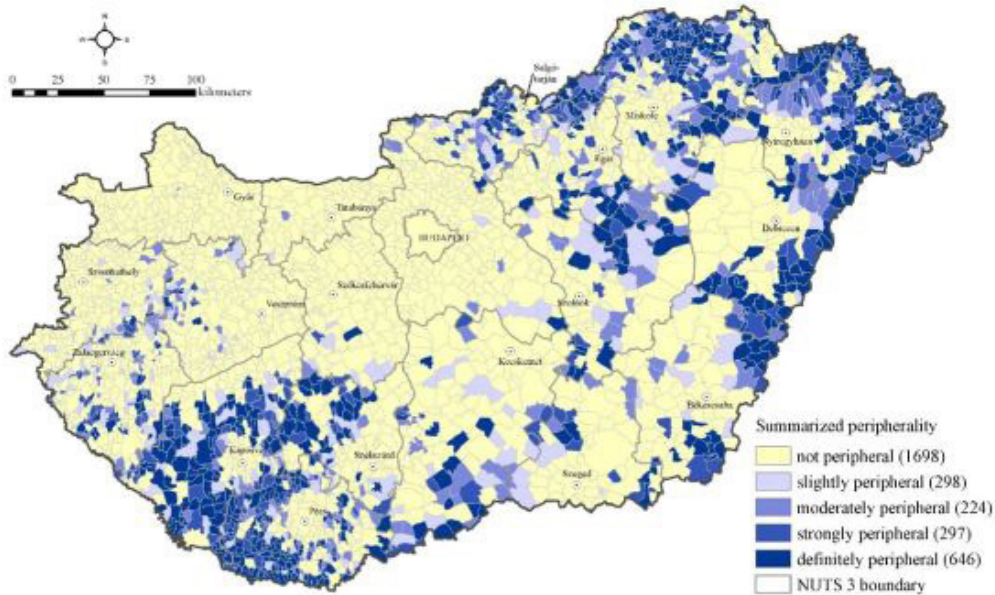 N
W
S
0 25 50 75 100
kilometers
Salgó-
tarján
Miskolc
Nyíregyháza
Eger
Győr
Tatabánya
BUDAPEST
Debrecen
Szombathely
Székesfehérvár
Veszprém
Szolnok
Zalaegerszeg
Kecskemét
Békéscsaba
Kaposvár
Szekszárd
Szeged
Pécs
Summarized peripherality
not peripheral (1698)
slightly peripheral (298)
moderately peripheral (224)
strongly peripheral (297)
definitely peripheral (646)
NUTS 3 boundary